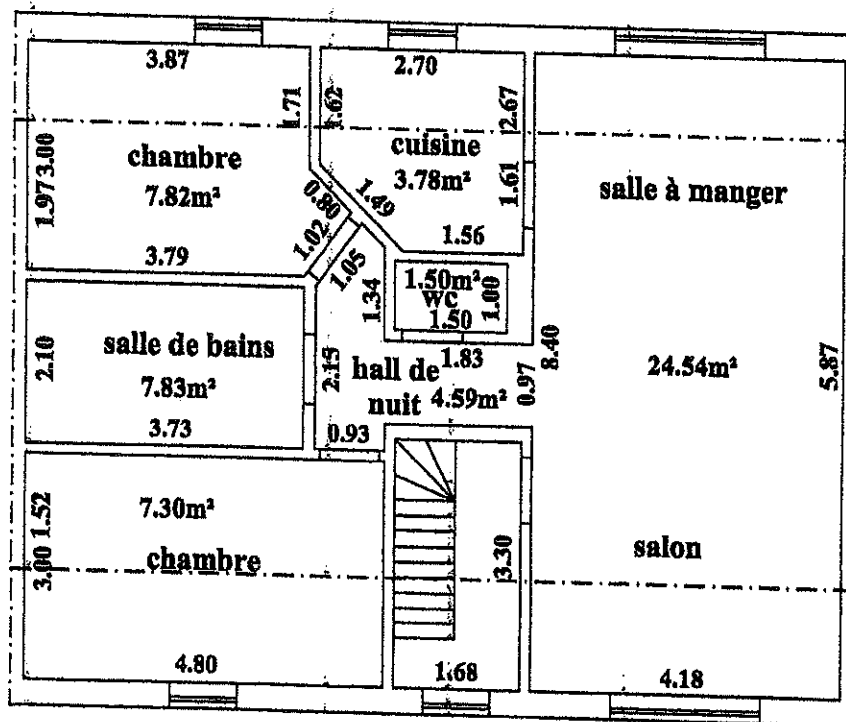 3.87
2.70
1.71
1.62
2.67
chambre
cuisine
7.82m²
3.78m²
salle à manger
1.97
3.00
0.80
1.49
1.61
3.79
1.02
1.56
1.05
1.34
1.50m²
wc
1.00
1.50
2.10
salle de bains
7.83m²
3.73
2.15
hall de
nuit
1.83
4.59m²
0.97
8.40
24.54m²
5.87
0.93
7.30m²
1.52
3.00
chambre
3.30
salon
4.80
1.68
4.18